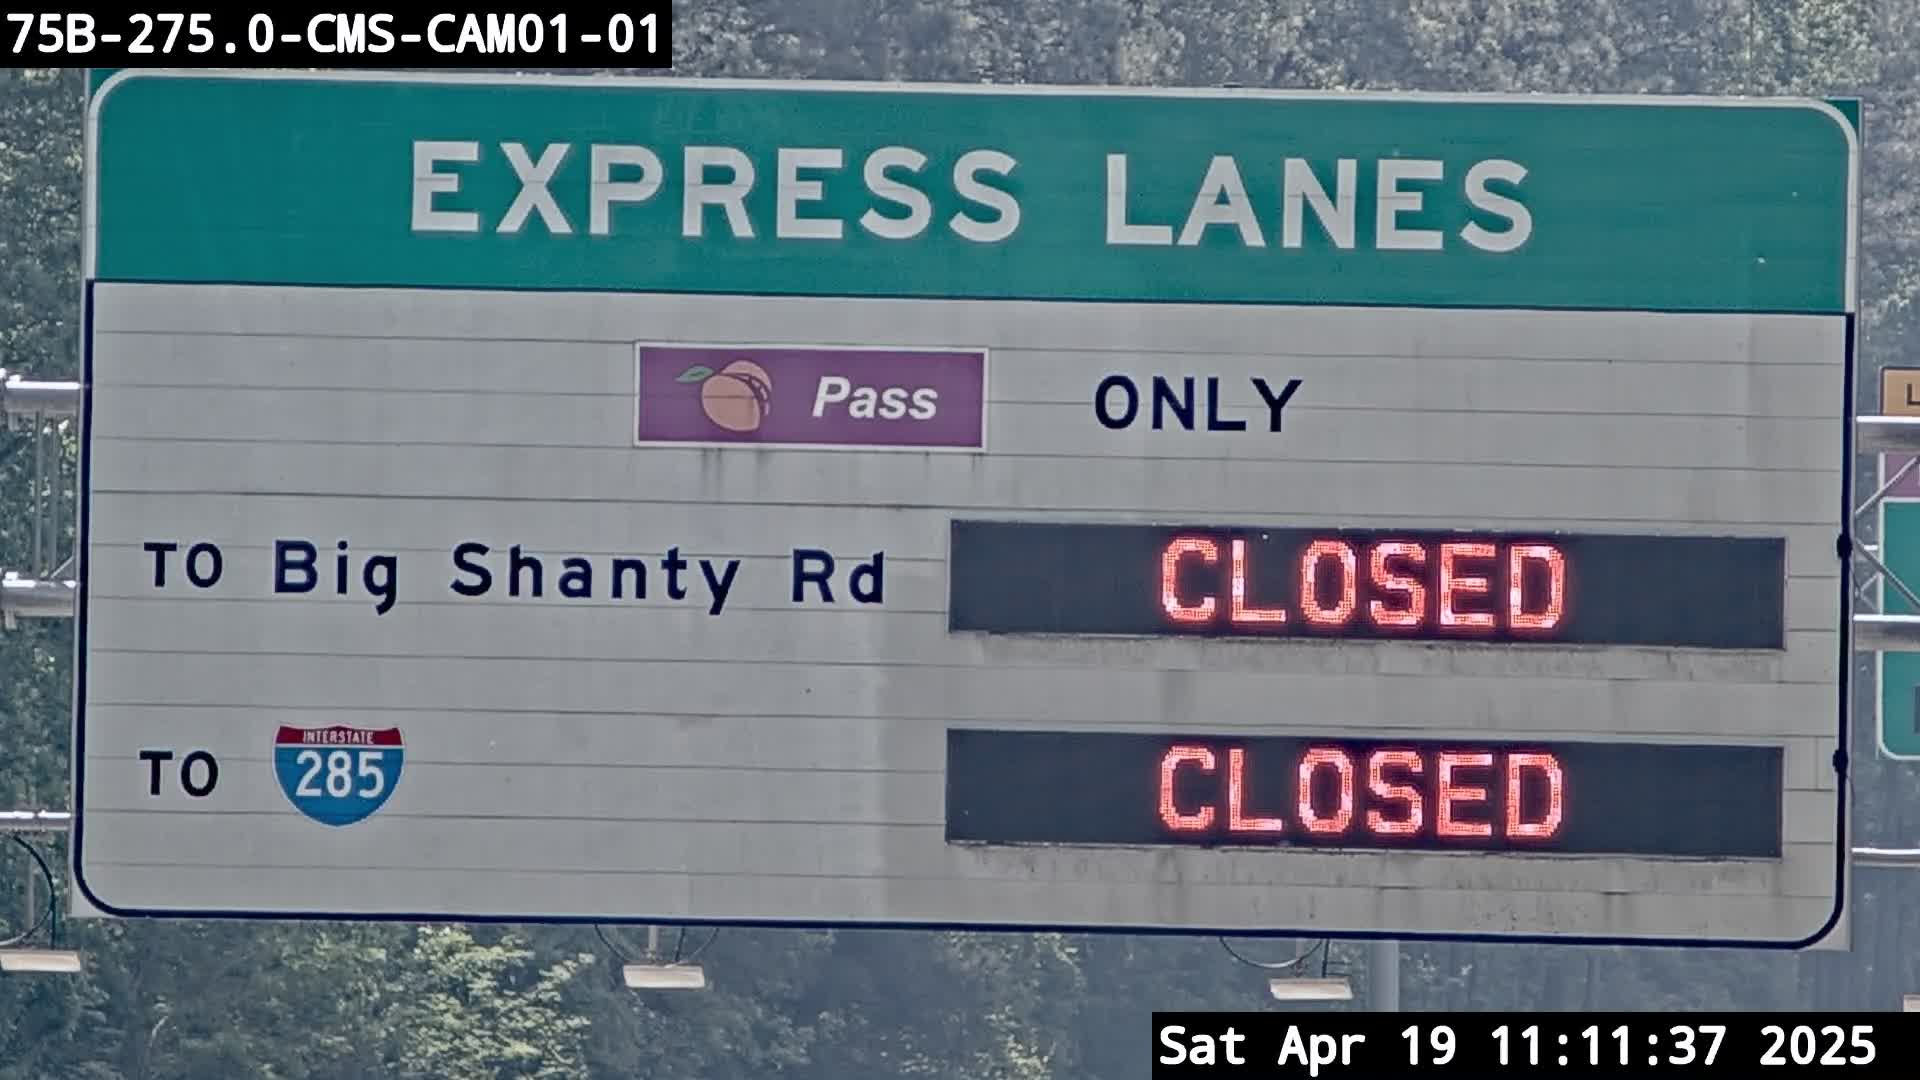 75B-275.0-CMS-CAM01-01
EXPRESS LANES
Pass ONLY
TO Big Shanty Rd CLOSED
TO INTERSTATE 285 CLOSED
Sat Apr 19 11:11:37 2025